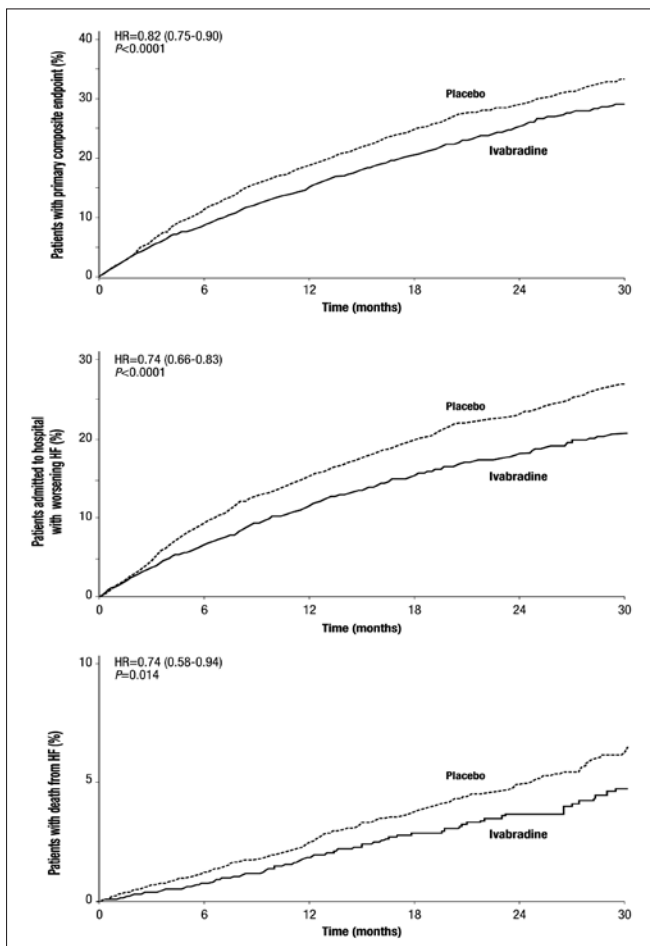 HR=0.82 (0.75-0.90)
P<0.0001
Patients with primary composite endpoint (%)
40
30
20
10
0
Placebo
Ivabradine
0 6 12 18 24 30
Time (months)
HR=0.74 (0.66-0.83)
P<0.0001
Patients admitted to hospital
with worsening HF (%)
30
20
10
0
Placebo
Ivabradine
0 6 12 18 24 30
Time (months)
HR=0.74 (0.58-0.94)
P=0.014
Patients with death from HF (%)
10
5
0
Placebo
Ivabradine
0 6 12 18 24 30
Time (months)